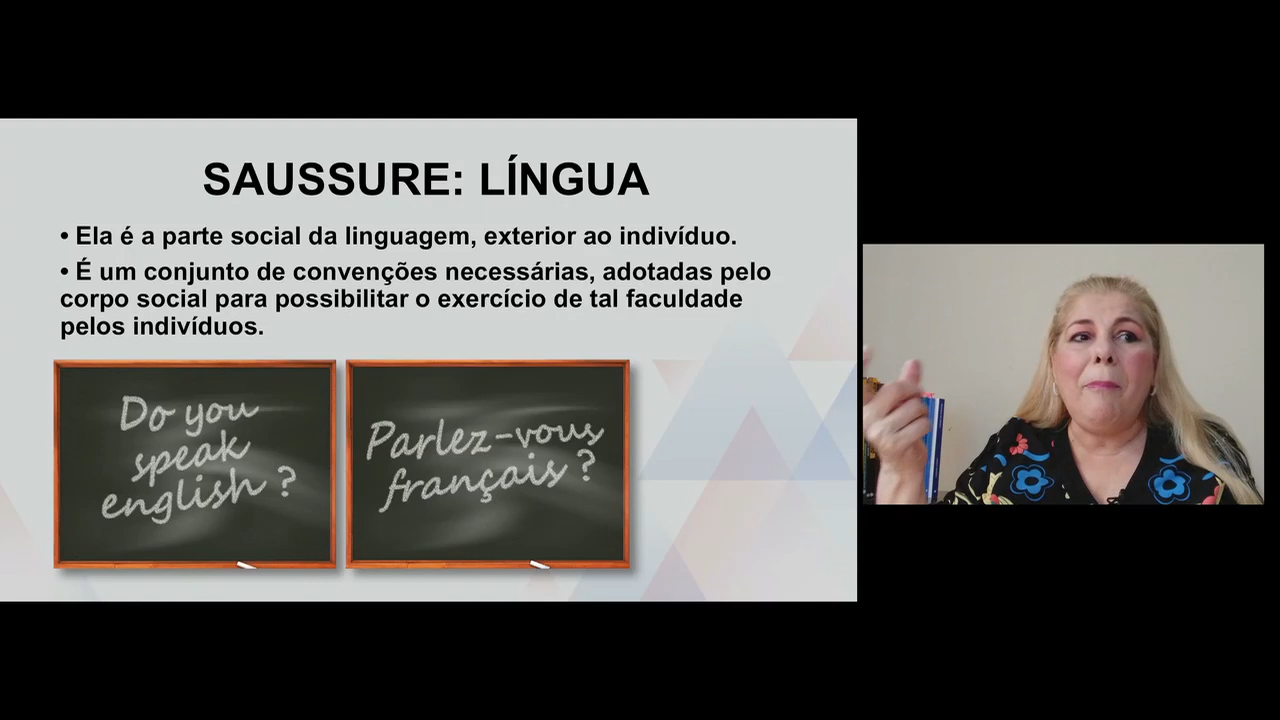 SAUSSURE: LÍNGUA
• Ela é a parte social da linguagem, exterior ao indivíduo.
• É um conjunto de convenções necessárias, adotadas pelo
corpo social para possibilitar o exercício de tal faculdade
pelos indivíduos.
Do you
speak
english ?
Parlez-vous
français ?